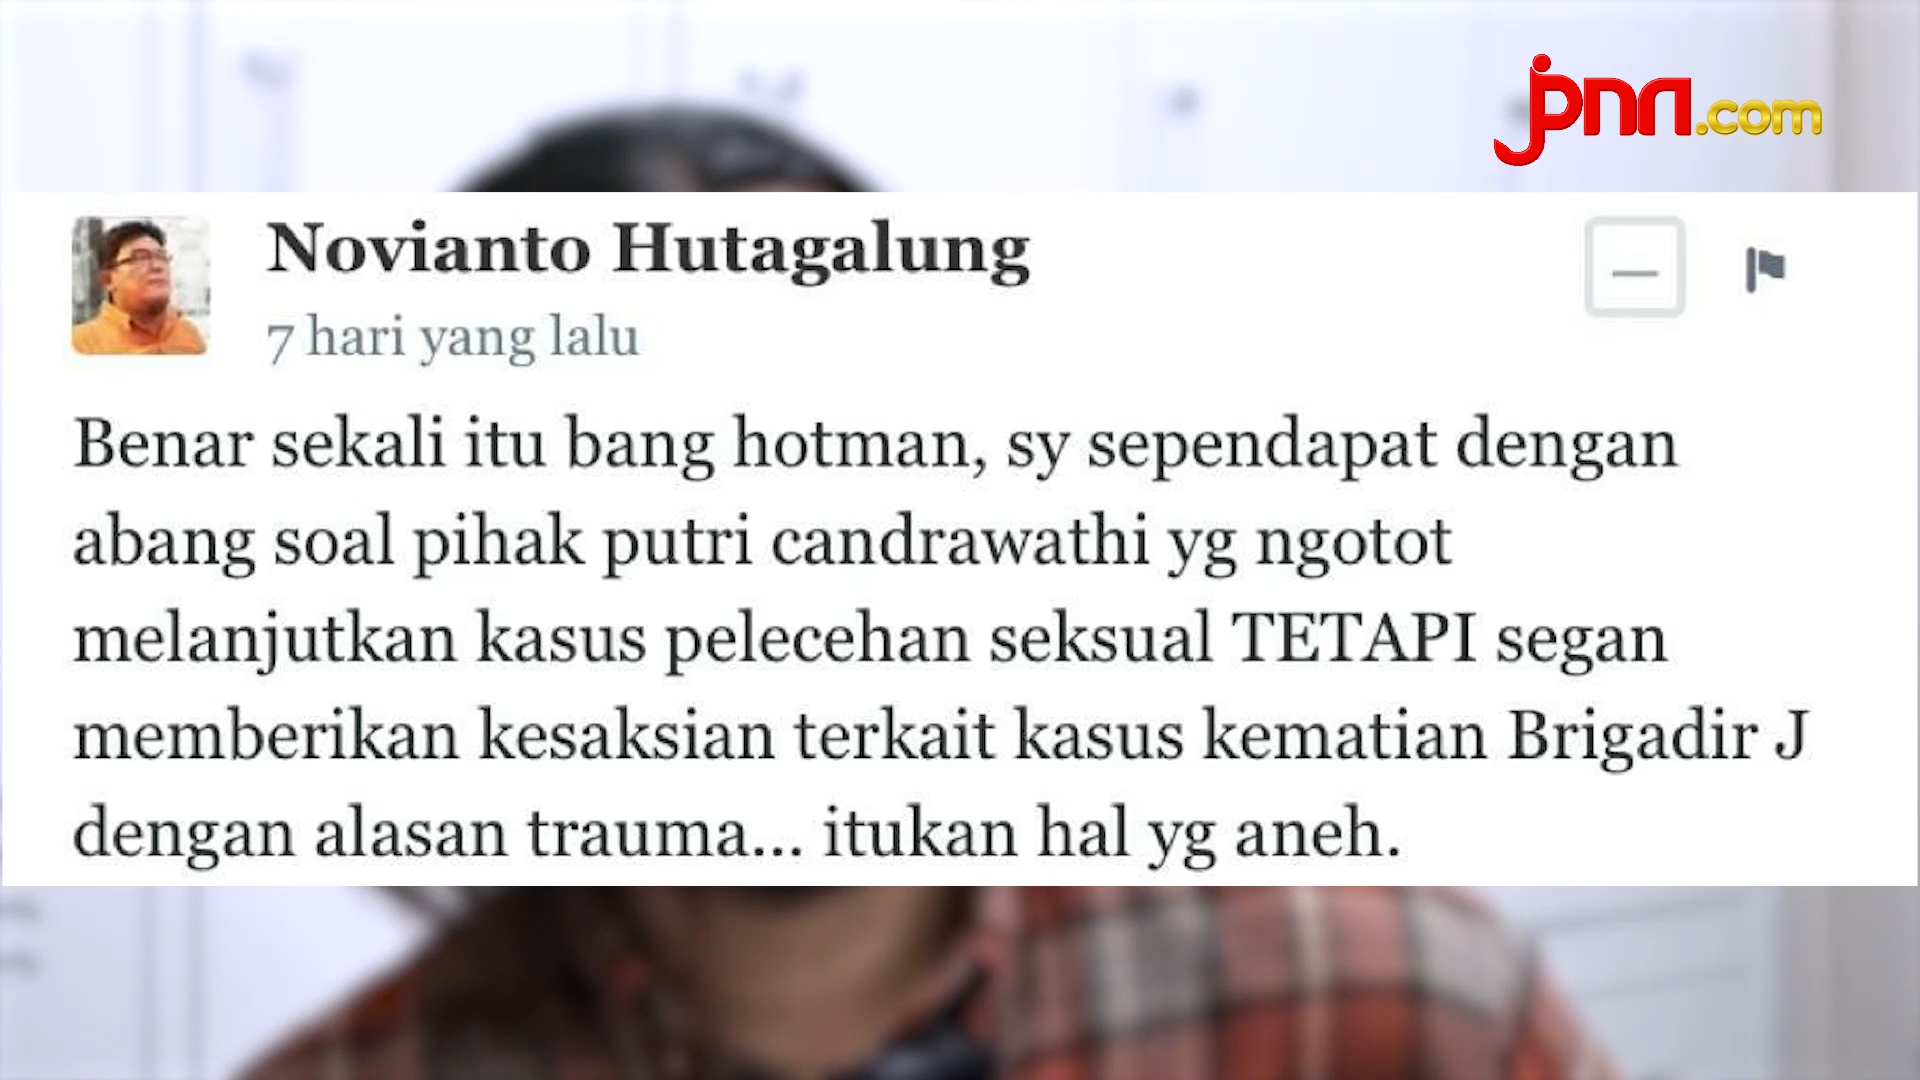 jpnn.com
Novianto Hutagalung
7 hari yang lalu
Benar sekali itu bang hotman, sy sependapat dengan
abang soal pihak putri candrawathi yg ngotot
melanjutkan kasus pelecehan seksual TETAPI segan
memberikan kesaksian terkait kasus kematian Brigadir J
dengan alasan trauma... itukan hal yg aneh.